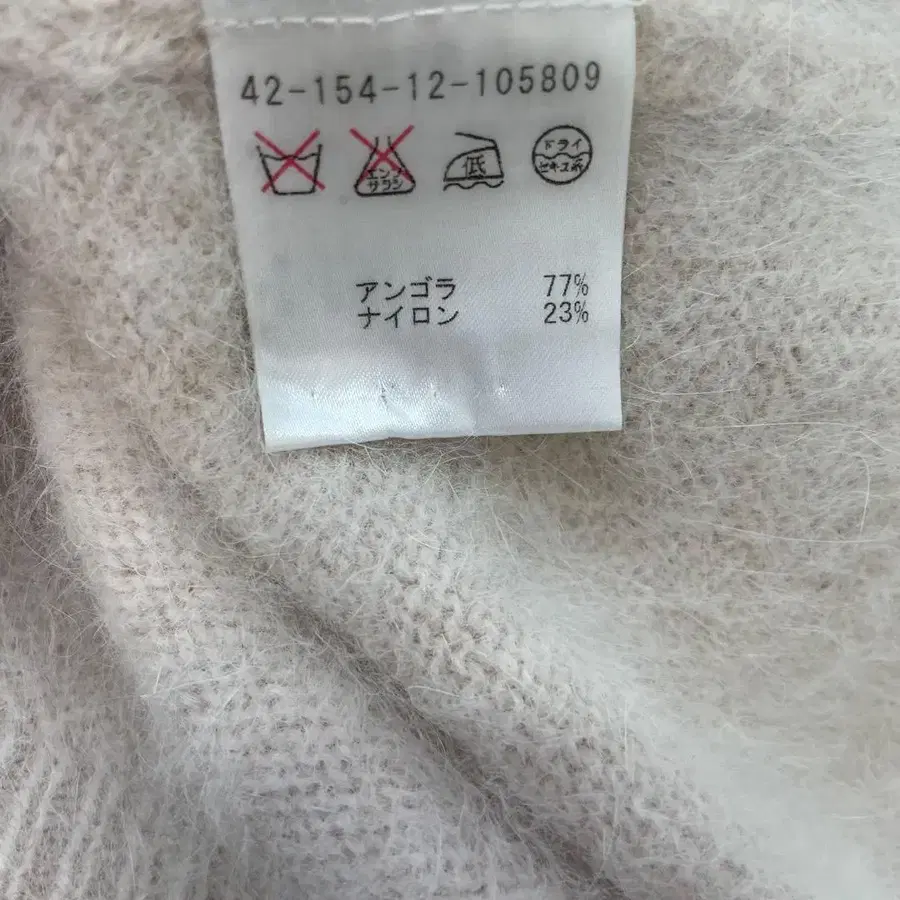 42-154-12-105809
エンソ サラシ 低 ドライ セキユ系
アンゴラ 77%
ナイロン 23%